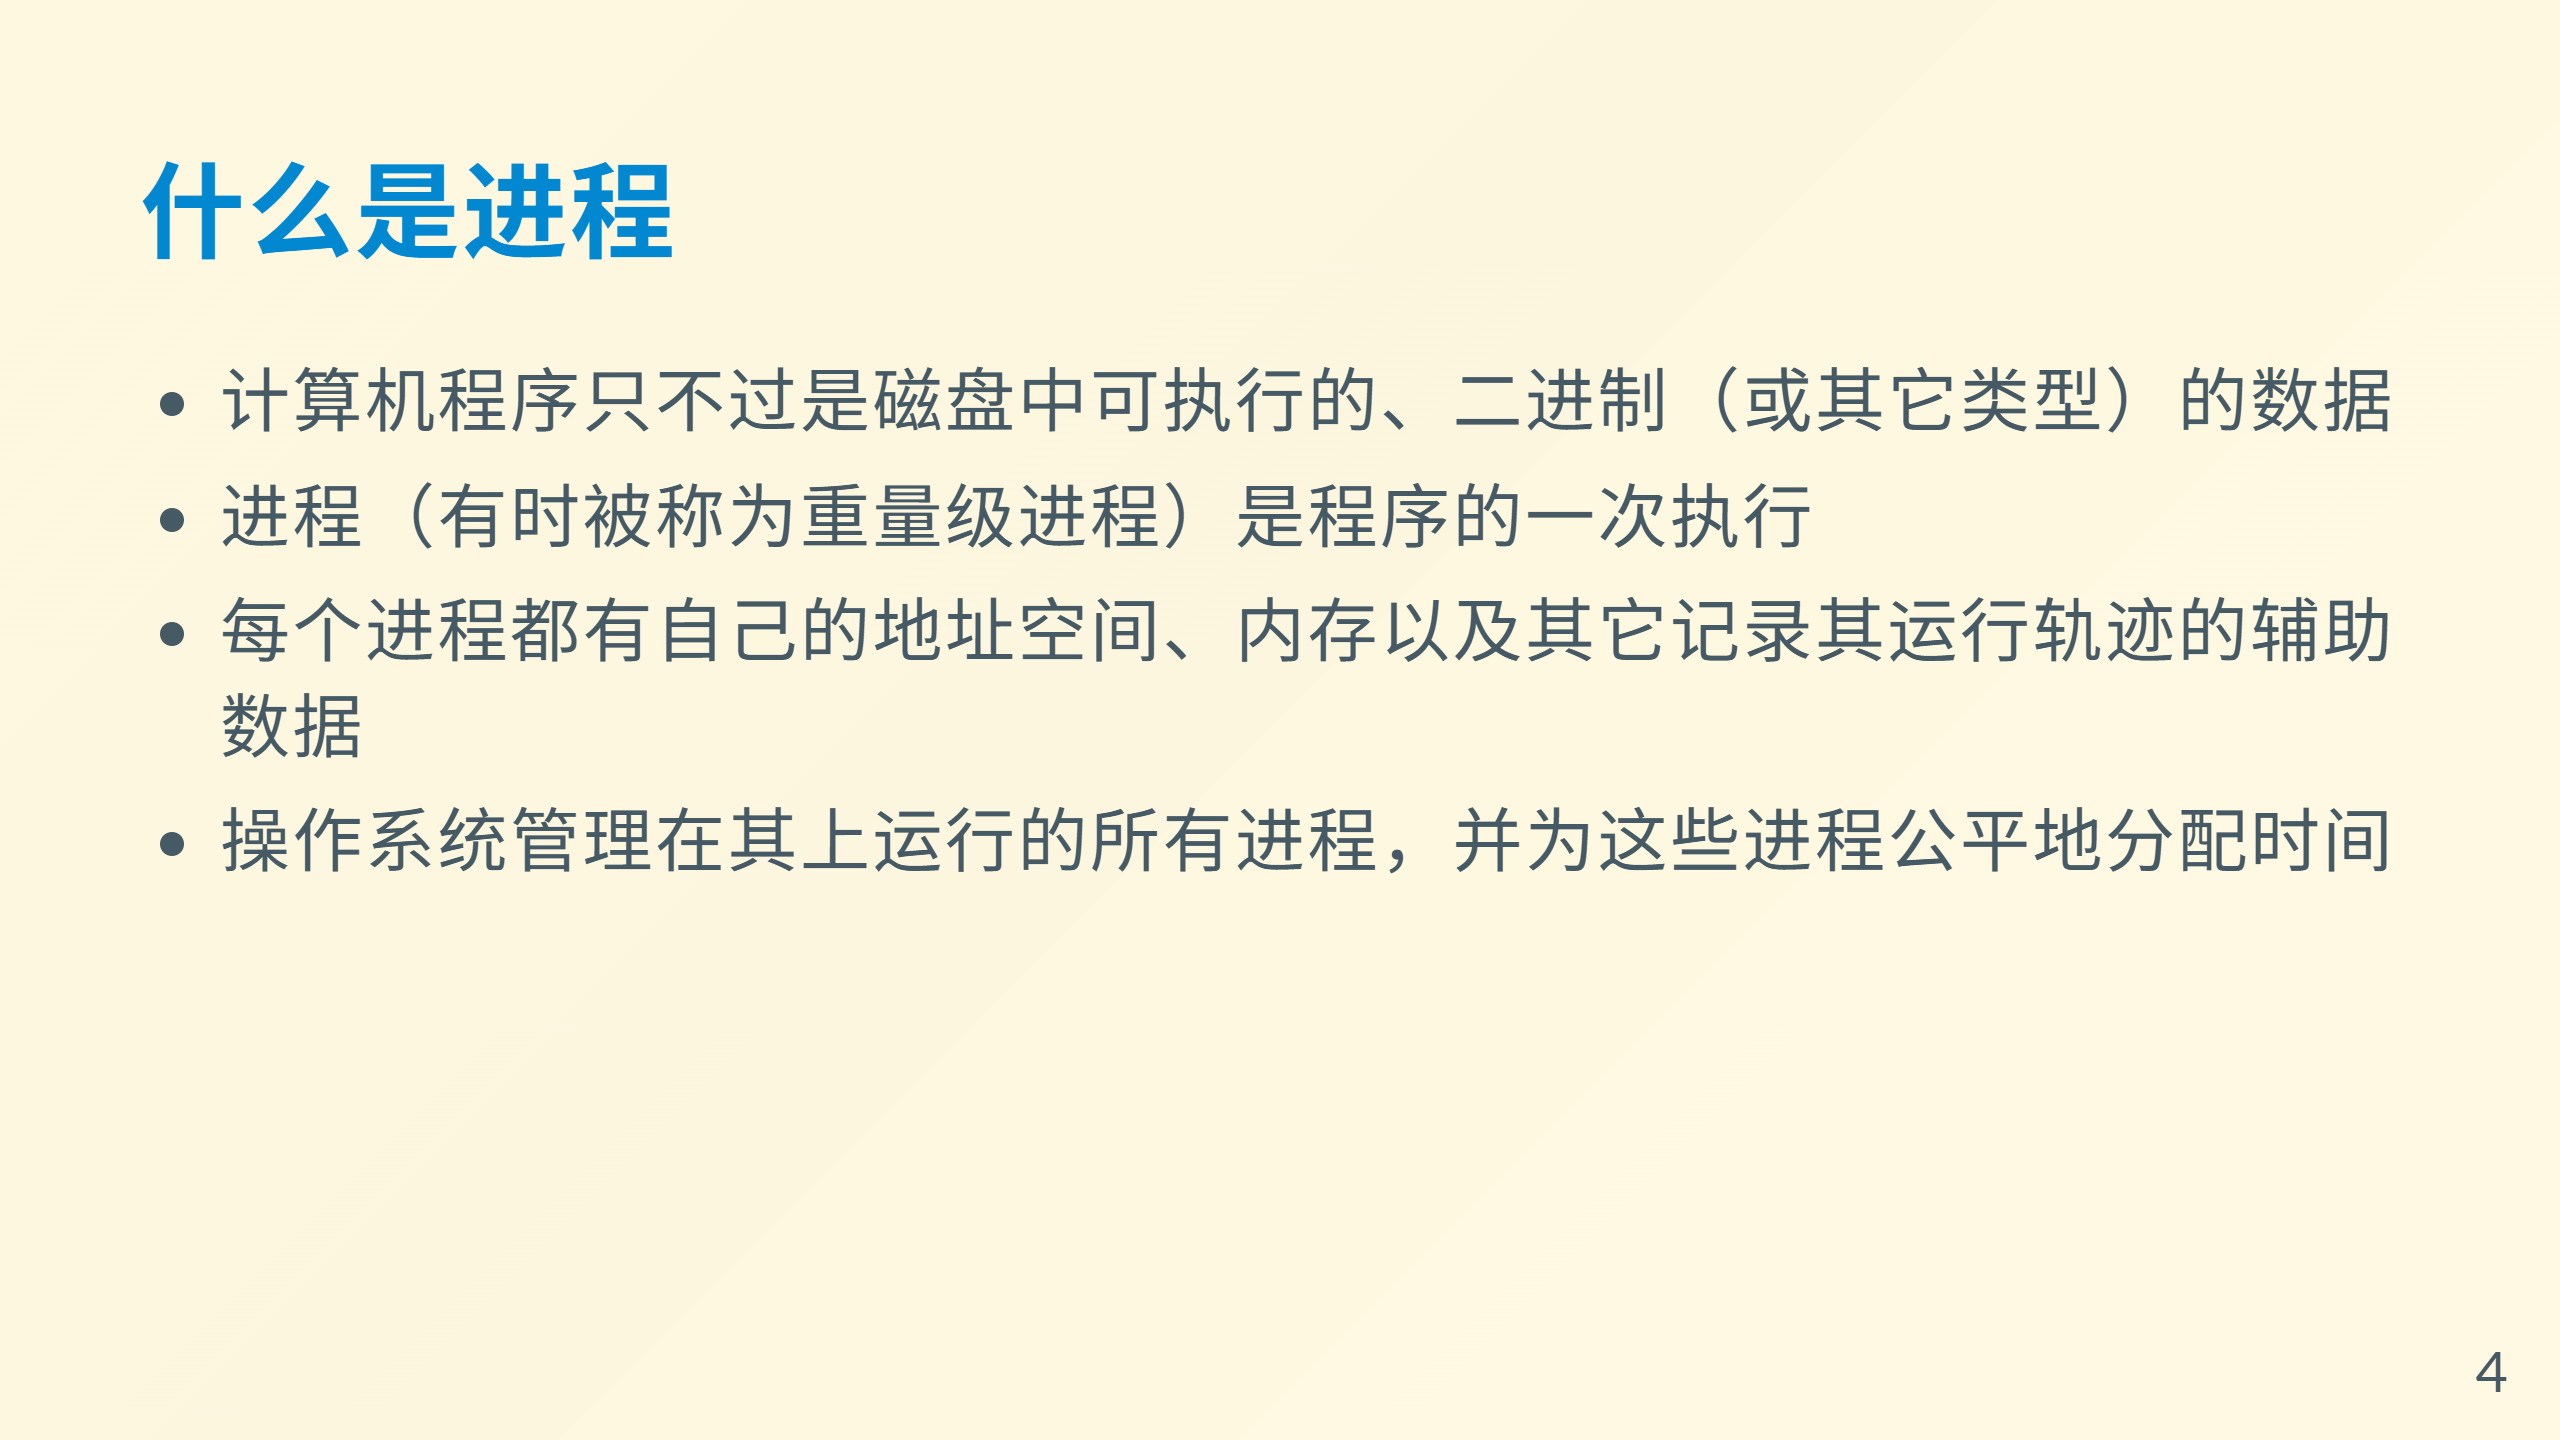 什么是进程
• 计算机程序只不过是磁盘中可执行的、二进制（或其它类型）的数据
• 进程（有时被称为重量级进程）是程序的一次执行
• 每个进程都有自己的地址空间、内存以及其它记录其运行轨迹的辅助
数据
• 操作系统管理在其上运行的所有进程，并为这些进程公平地分配时间
4